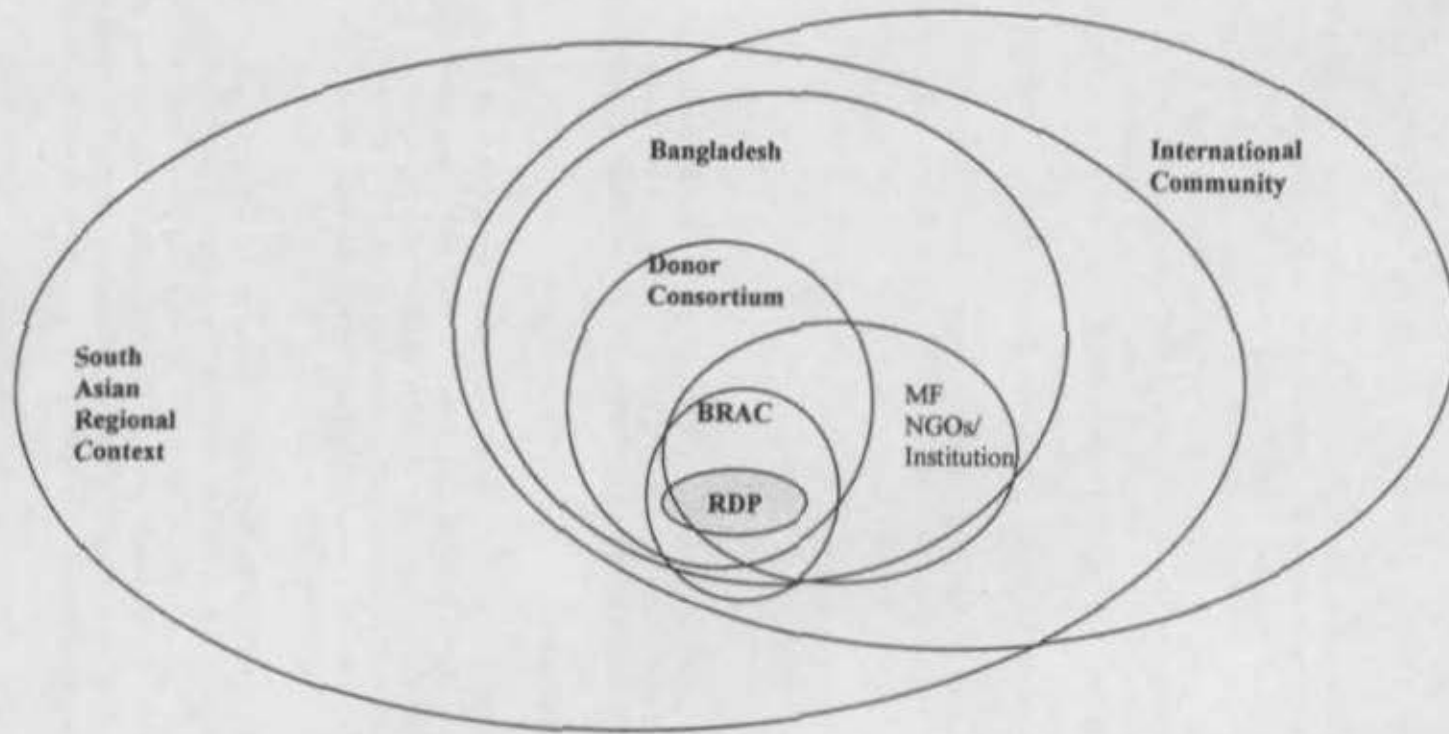 Bangladesh
International
Community
Donor
Consortium
South
Asian
Regional
Context
BRAC
MF
NGOs/
Institution
RDP